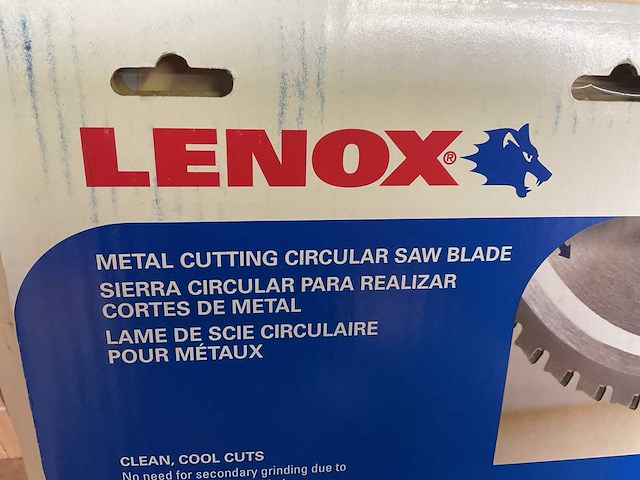 LENOX®
METAL CUTTING CIRCULAR SAW BLADE
SIERRA CIRCULAR PARA REALIZAR
CORTES DE METAL
LAME DE SCIE CIRCULAIRE
POUR MÉTAUX
CLEAN, COOL CUTS
No need for secondary grinding due to